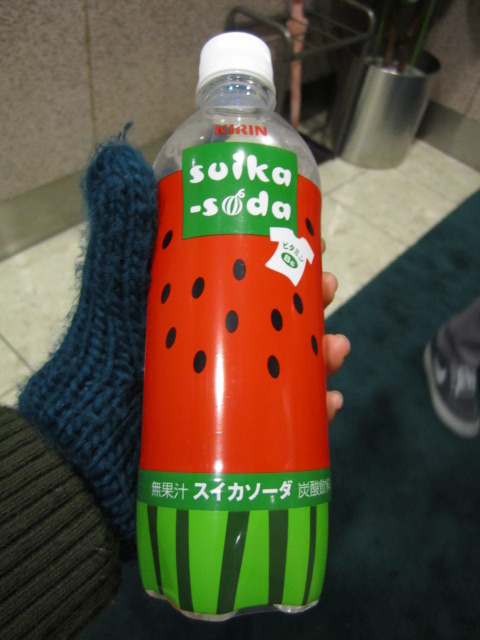 KIRIN
suika
-soda
ビタミン
B6
無果汁 スイカソーダ 炭酸飲料